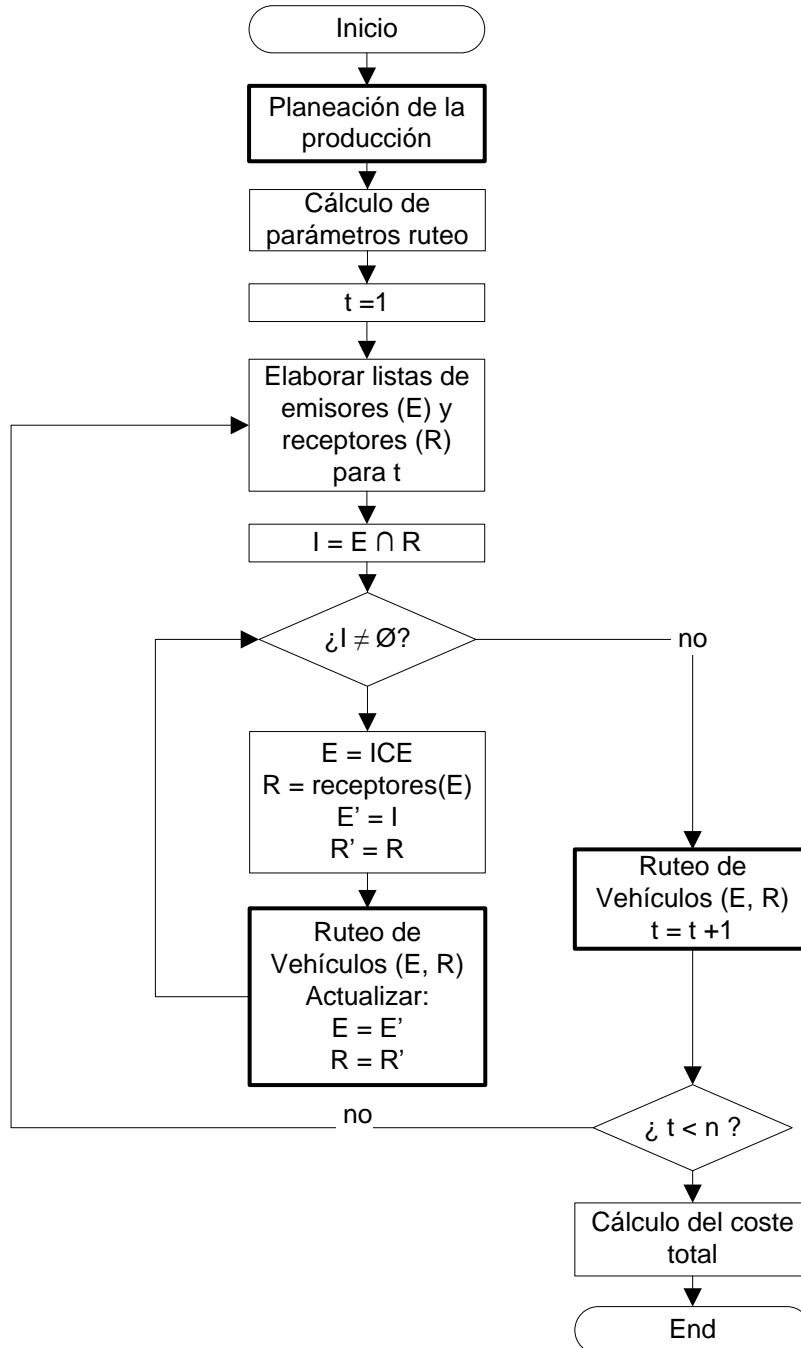 Inicio
Planeación de la
producción
Cálculo de
parámetros ruteo
t =1
Elaborar listas de
emisores (E) y
receptores (R)
para t
I = E ∩ R
¿I ≠ Ø?
no
E = ICE
R = receptores(E)
E’ = I
R’ = R
Ruteo de
Vehículos (E, R)
Actualizar:
E = E’
R = R’
Ruteo de
Vehículos (E, R)
t = t +1
no
¿ t < n ?
Cálculo del coste
total
End